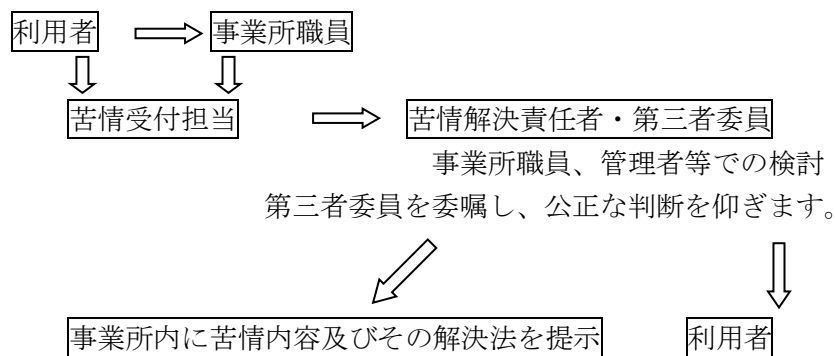 利用者 事業所職員
苦情受付担当 苦情解決責任者・第三者委員
事業所職員、管理者等での検討
第三者委員を委嘱し、公正な判断を仰ぎます。
事業所内に苦情内容及びその解決法を提示 利用者